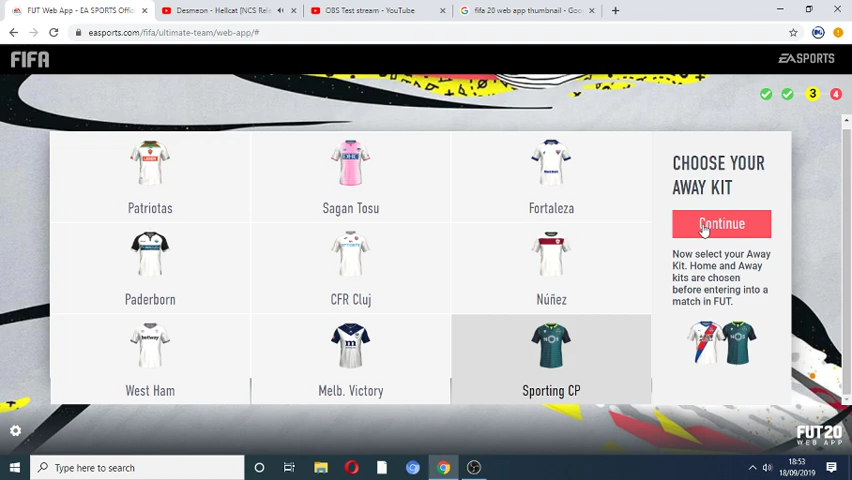 FUT Web App - EA SPORTS Offic
Desmeon - Hellcat [NCS Rele
OBS Test stream - YouTube
fifa 20 web app thumbnail - Goo
easports.com/fifa/ultimate-team/web-app/#
FIFA
EA SPORTS
3
4
Patriotas
Sagan Tosu
Fortaleza
Paderborn
CFR Cluj
Núñez
West Ham
Melb. Victory
Sporting CP
CHOOSE YOUR
AWAY KIT
Continue
Now select your Away
Kit. Home and Away
kits are chosen
before entering into a
match in FUT.
FUT20
WEB APP
Type here to search
18:53
18/09/2019